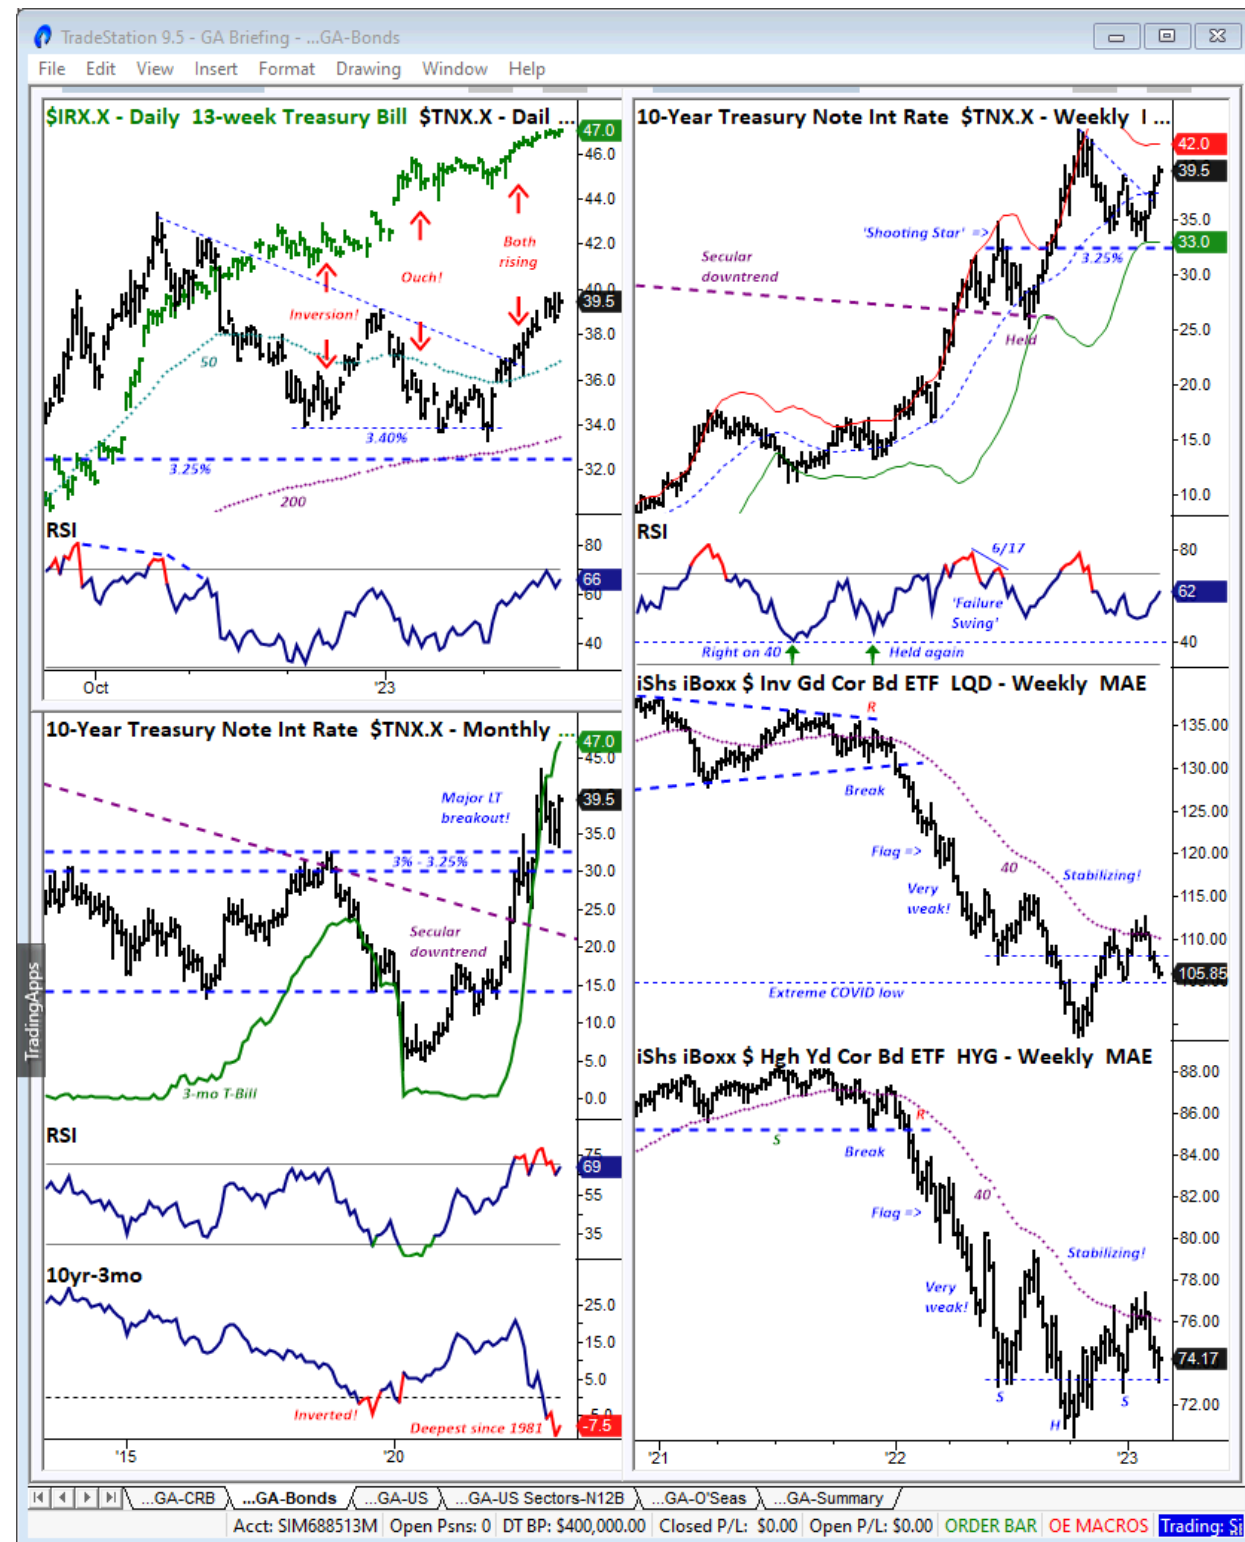 TradeStation 9.5 - GA Briefing - ...GA-Bonds
File Edit View Insert Format Drawing Window Help
$IRX.X - Daily 13-week Treasury Bill $TNX.X - Dail ...
47.0
46.0
44.0
42.0
40.0
39.5
38.0
36.0
34.0
32.0
Both
rising
Ouch!
Inversion!
50
3.40%
3.25%
200
RSI
80
66
60
40
Oct '23
10-Year Treasury Note Int Rate $TNX.X - Monthly ...
47.0
45.0
39.5
35.0
30.0
25.0
20.0
15.0
10.0
5.0
0.0
Major LT
breakout!
3% - 3.25%
Secular
downtrend
3-mo T-Bill
RSI
75
69
55
35
10yr-3mo
25.0
15.0
5.0
-5.0
-7.5
Inverted!
Deepest since 1981
'15 '20
10-Year Treasury Note Int Rate $TNX.X - Weekly I ...
42.0
39.5
35.0
33.0
30.0
25.0
20.0
15.0
10.0
'Shooting Star' =>
3.25%
Secular
downtrend
Held
RSI
80
62
40
6/17
'Failure
Swing'
Right on 40
Held again
iShs iBoxx $ Inv Gd Cor Bd ETF LQD - Weekly MAE
135.00
130.00
125.00
120.00
115.00
110.00
105.85
R
Break
Flag =>
Very
weak!
40
Stabilizing!
Extreme COVID low
iShs iBoxx $ Hgh Yd Cor Bd ETF HYG - Weekly MAE
88.00
86.00
84.00
82.00
80.00
78.00
76.00
74.17
72.00
R
S
Break
40
Flag =>
Stabilizing!
Very
weak!
S
H
S
'21 '22 '23
TradingApps
...GA-CRB ...GA-Bonds ...GA-US ...GA-US Sectors-N12B ...GA-O'Seas ...GA-Summary
Acct: SIM688513M Open Psns: 0 DT BP: $400,000.00 Closed P/L: $0.00 Open P/L: $0.00 ORDER BAR OE MACROS Trading: Si